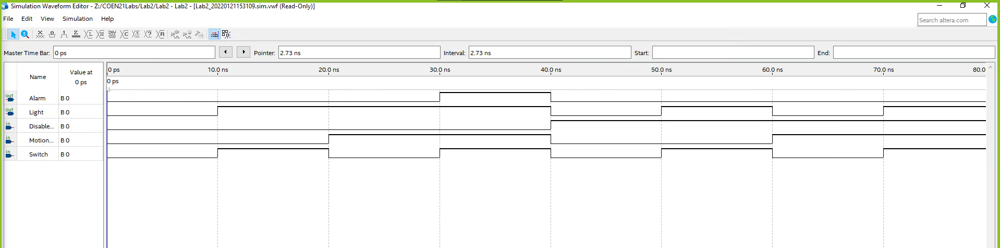 Simulation Waveform Editor - Z:/COEN21Labs/Lab2/Lab2 - Lab2 - [Lab2_20220121153109.sim.vwf (Read-Only)]
File Edit View Simulation Help
Search altera.com
Master Time Bar: 0 ps Pointer: 2.73 ns Interval: 2.73 ns Start: End:
Name Value at 0 ps
0 ps 10.0 ns 20.0 ns 30.0 ns 40.0 ns 50.0 ns 60.0 ns 70.0 ns 80.0
0 ps
out Alarm B 0
out Light B 0
in Disable... B 0
in Motion... B 0
in Switch B 0